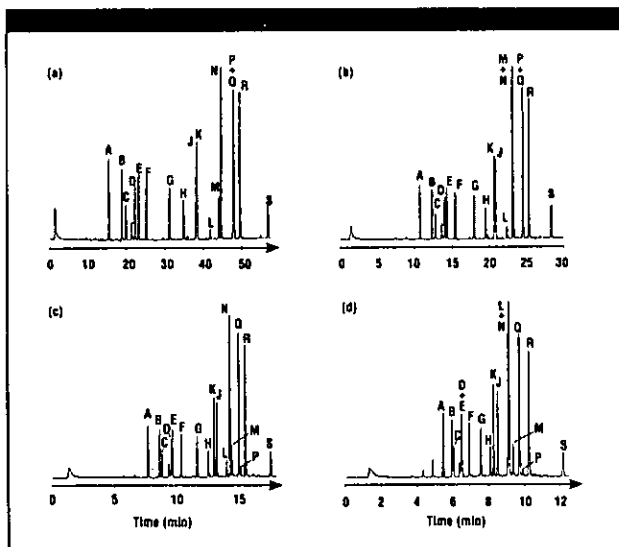 (a)
A
B
C
D
E
F
G
H
J
K
L
M
N
P
+
Q
R
S
0 10 20 30 40 50
(b)
A
B
C
D
E
F
G
H
K
J
L
M
+
N
P
+
Q
R
S
0 5 10 15 20 25 30
(c)
A
B
C
D
E
F
G
H
K
J
L
N
M
Q
P
R
S
0 5 10 15
Time (min)
(d)
A
B
C
D
+
E
F
G
H
K
J
L
+
N
M
Q
P
R
S
0 2 4 6 8 10 12
Time (min)